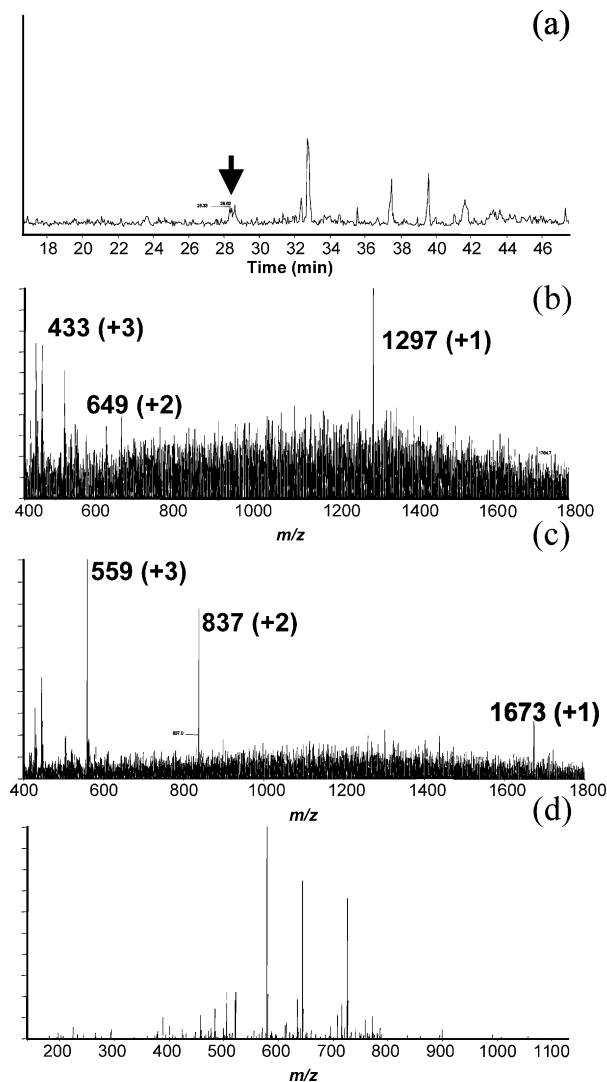 (a)
28.33 28.62
18 20 22 24 26 28 30 32 34 36 38 40 42 44 46
Time (min)
(b)
433 (+3)
1297 (+1)
649 (+2)
400 600 800 1000 1200 1400 1600 1800
m/z
(c)
559 (+3)
837 (+2)
1673 (+1)
400 600 800 1000 1200 1400 1600 1800
m/z
(d)
200 300 400 500 600 700 800 900 1000 1100
m/z